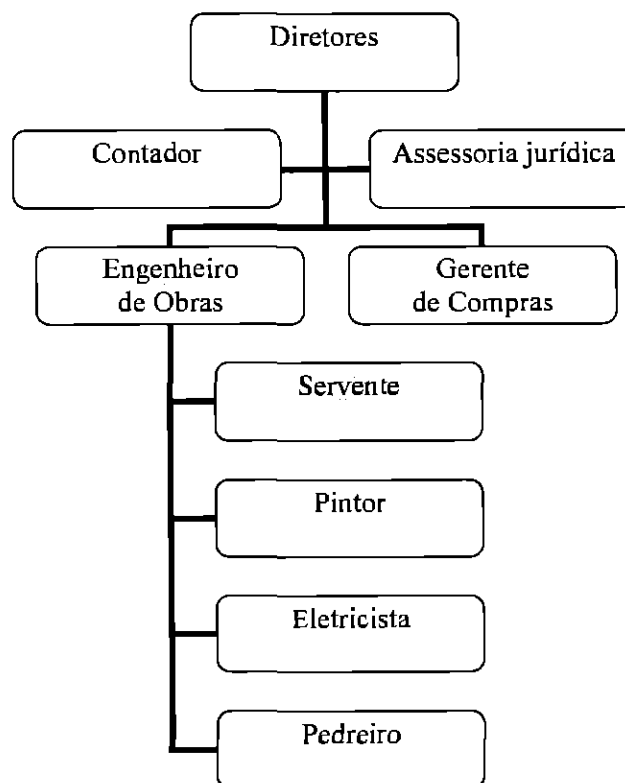 Diretores
Contador
Assessoria jurídica
Engenheiro
de Obras
Gerente
de Compras
Servente
Pintor
Eletricista
Pedreiro